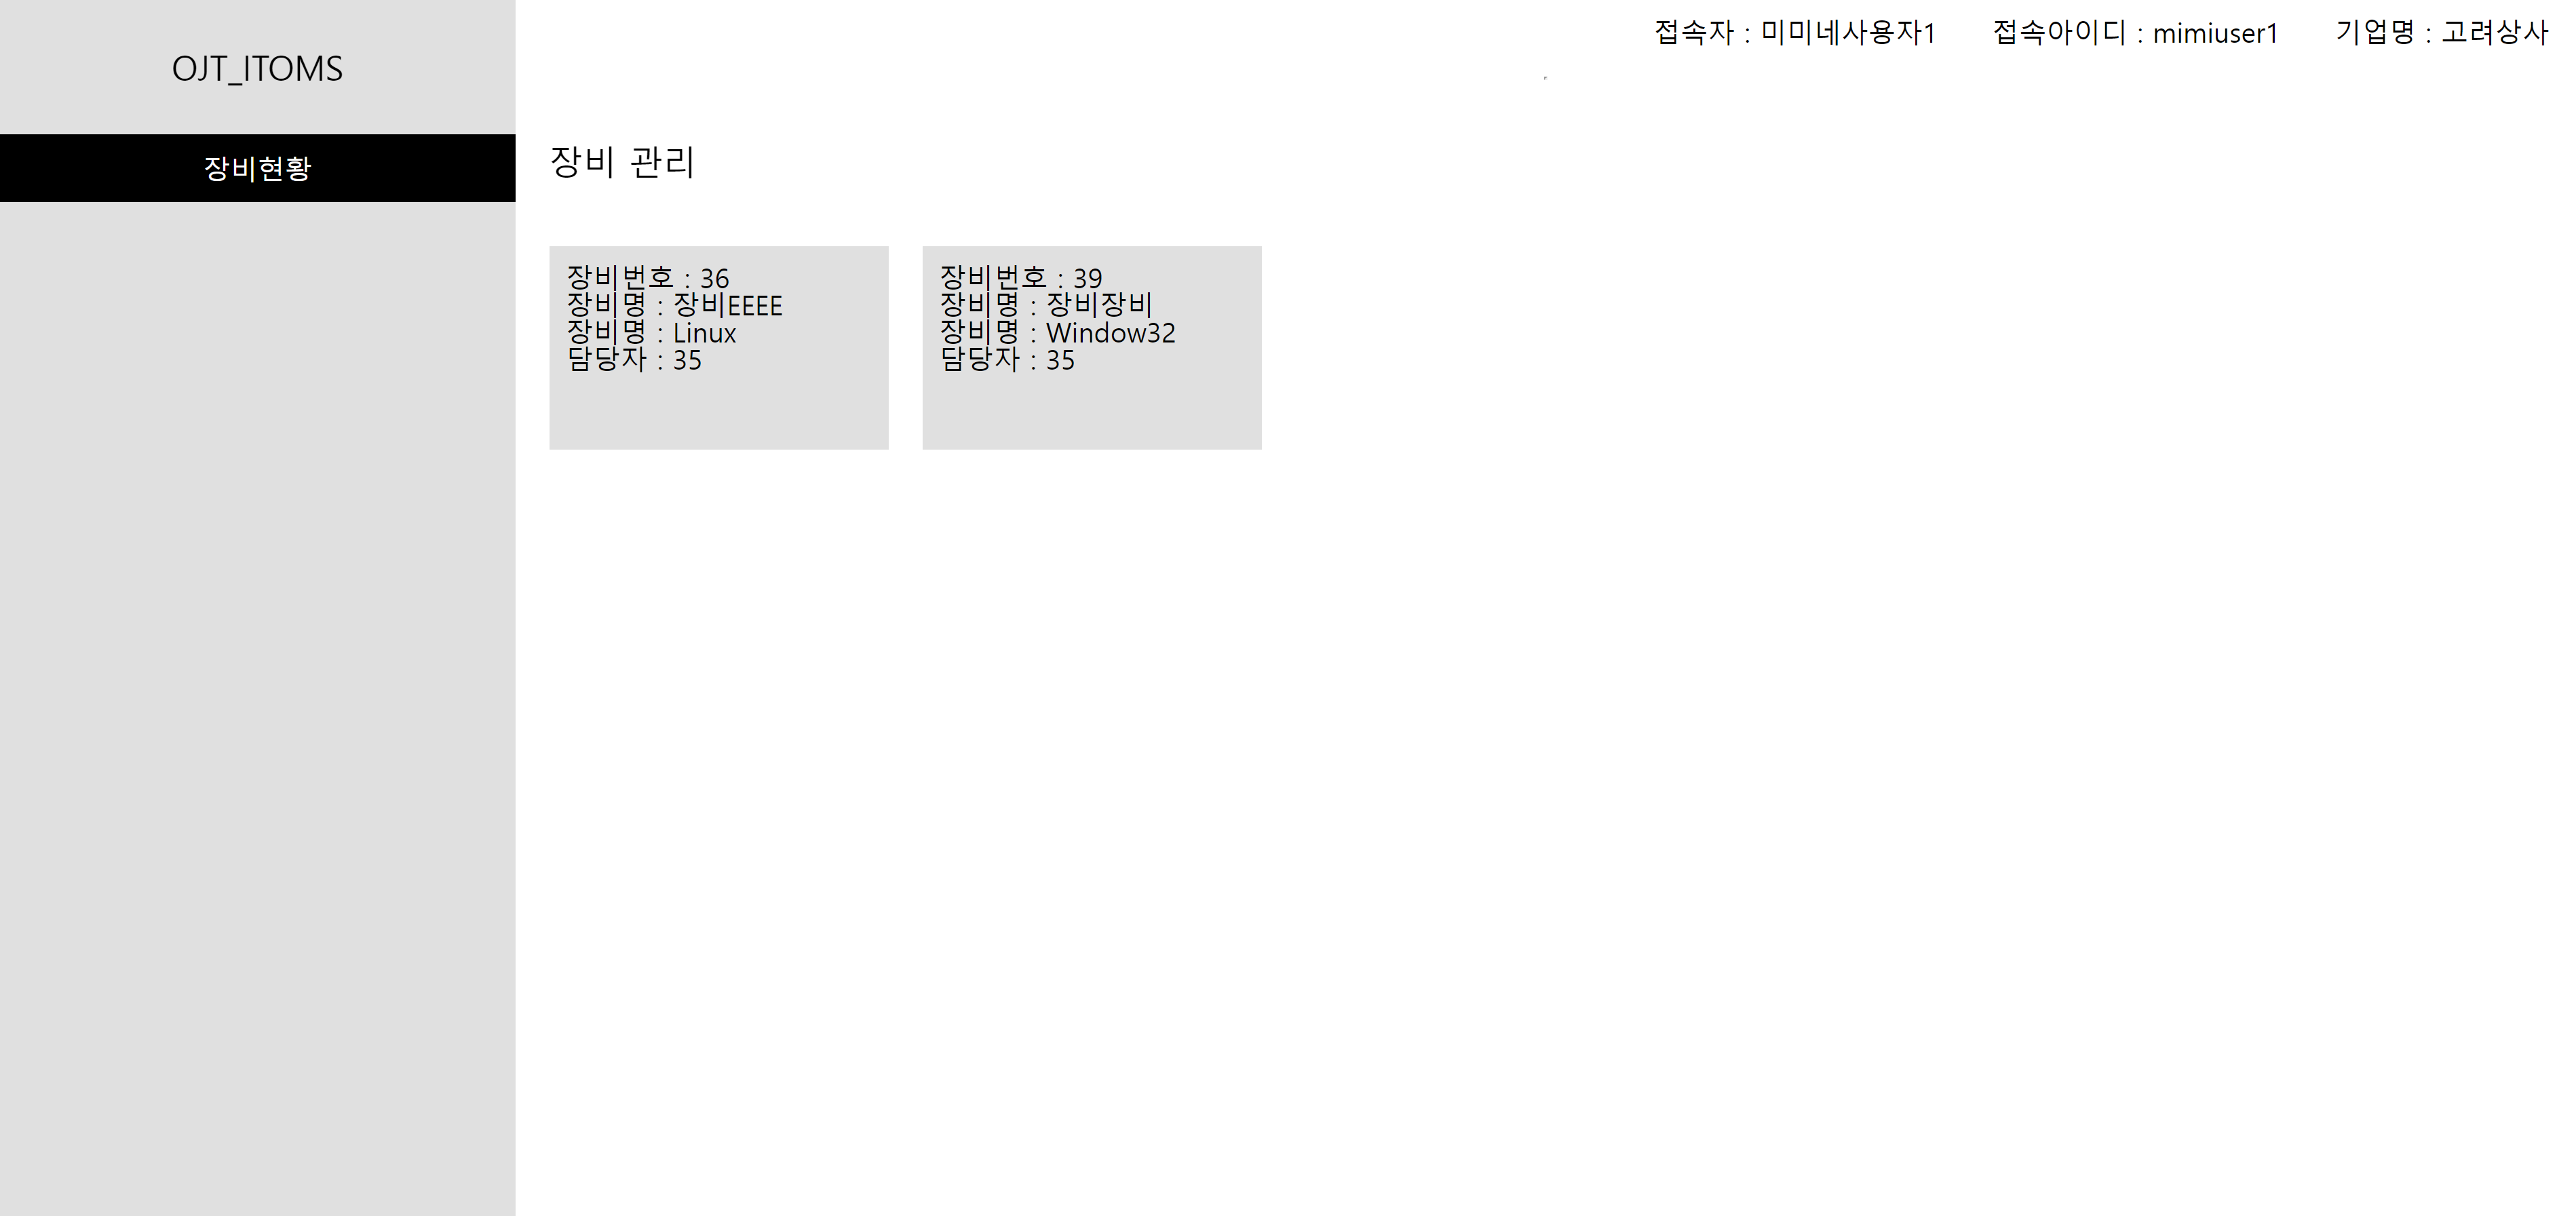 접속자 : 미미네사용자1 접속아이디 : mimiuser1 기업명 : 고려상사
OJT_ITOMS
장비현황
장비 관리
장비번호 : 36
장비명 : 장비EEEE
장비명 : Linux
담당자 : 35
장비번호 : 39
장비명 : 장비장비
장비명 : Window32
담당자 : 35